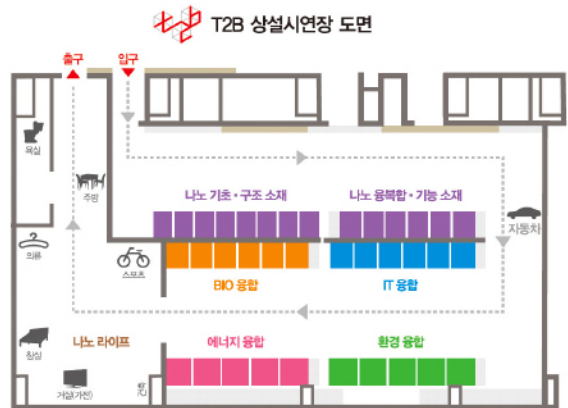 T2B 상설시연장 도면
출구
입구
욕실
주방
나노 기초·구조 소재
나노 융복합·기능 소재
자동차
의류
스포츠
BIO 융합
IT 융합
침실
나노 라이프
에너지 융합
환경 융합
거실(가전)
건축